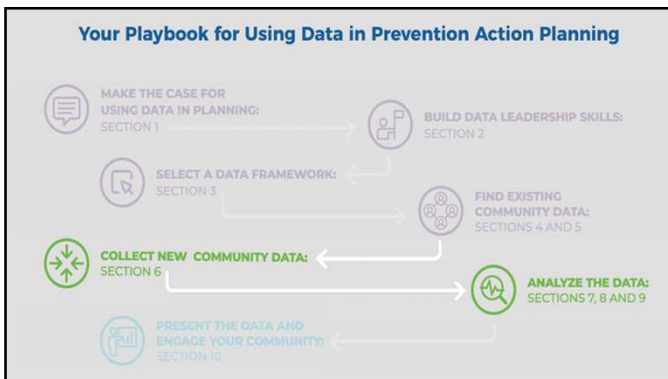 Your Playbook for Using Data in Prevention Action Planning
MAKE THE CASE FOR
USING DATA IN PLANNING:
SECTION 1
BUILD DATA LEADERSHIP SKILLS:
SECTION 2
SELECT A DATA FRAMEWORK:
SECTION 3
FIND EXISTING
COMMUNITY DATA:
SECTIONS 4 AND 5
COLLECT NEW COMMUNITY DATA:
SECTION 6
ANALYZE THE DATA:
SECTIONS 7, 8 AND 9
PRESENT THE DATA AND
ENGAGE YOUR COMMUNITY:
SECTION 10